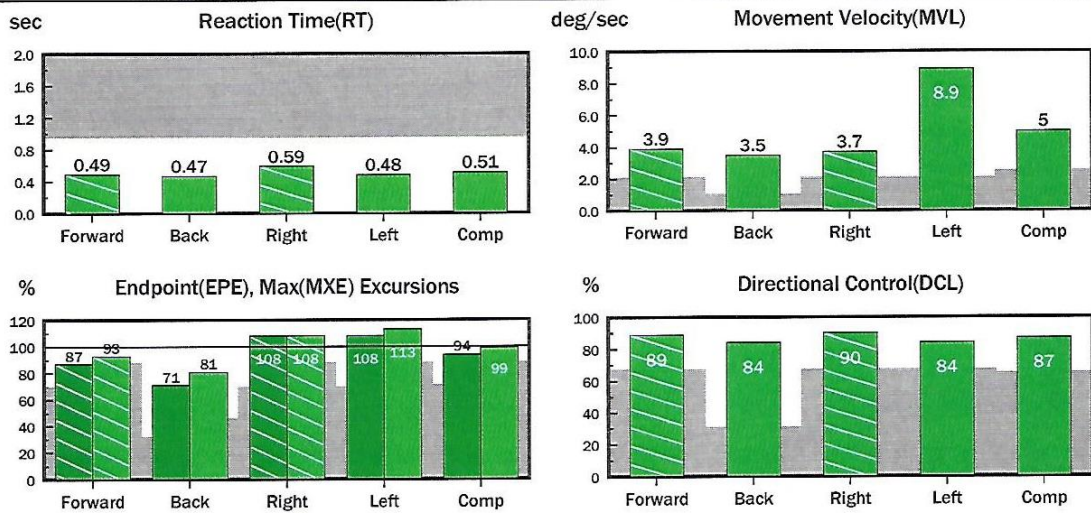 sec Reaction Time(RT)
2.0
1.6
1.2
0.8
0.4
0.0
0.49 0.47 0.59 0.48 0.51
Forward Back Right Left Comp
deg/sec Movement Velocity(MVL)
10.0
8.0
6.0
4.0
2.0
0.0
3.9 3.5 3.7 8.9 5
Forward Back Right Left Comp
% Endpoint(EPE), Max(MXE) Excursions
120
100
80
60
40
20
0
87 93 71 81 108 108 108 113 94 99
Forward Back Right Left Comp
% Directional Control(DCL)
100
80
60
40
20
0
89 84 90 84 87
Forward Back Right Left Comp